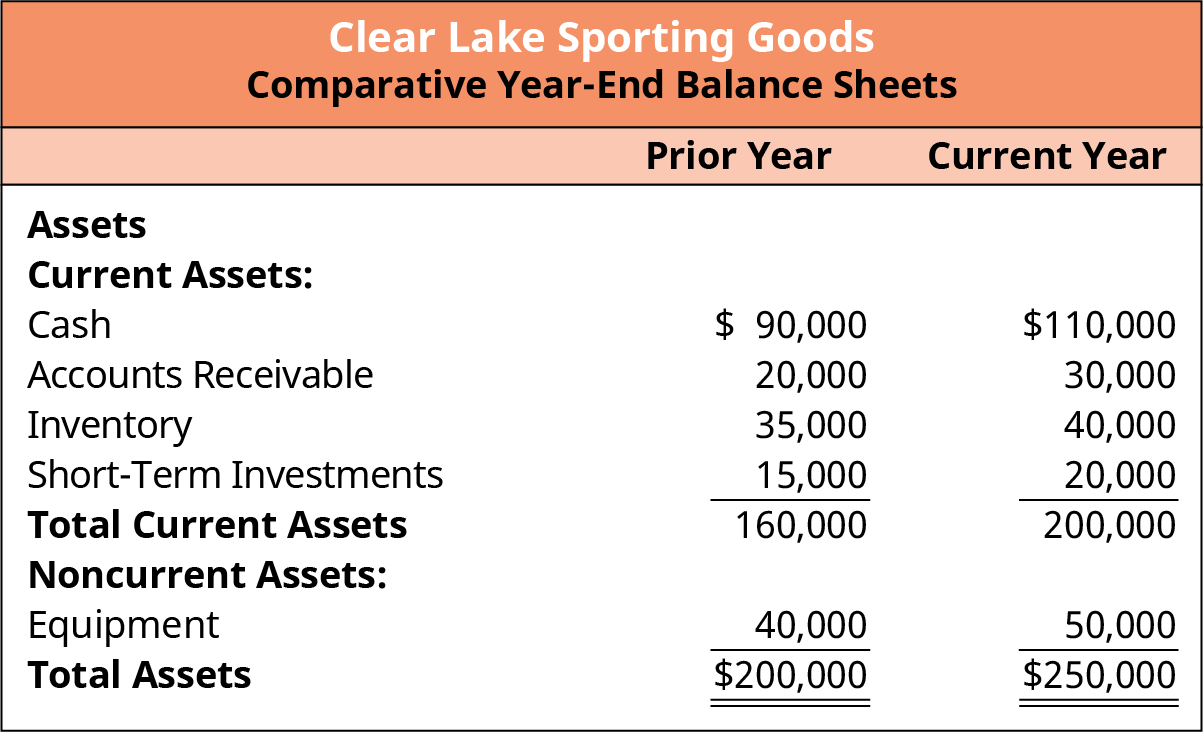 Clear Lake Sporting Goods
Comparative Year-End Balance Sheets
Prior Year Current Year
Assets
Current Assets:
Cash $ 90,000 $110,000
Accounts Receivable 20,000 30,000
Inventory 35,000 40,000
Short-Term Investments 15,000 20,000
Total Current Assets 160,000 200,000
Noncurrent Assets:
Equipment 40,000 50,000
Total Assets $200,000 $250,000